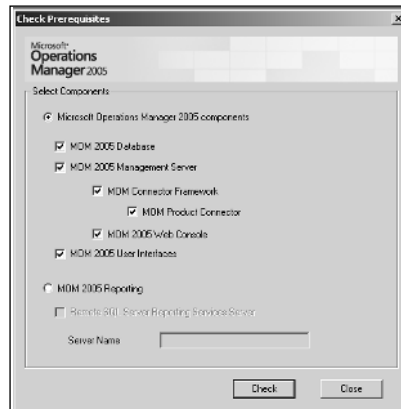 Check Prerequisites
Microsoft
Operations
Manager 2005
Select Components
Microsoft Operations Manager 2005 components
MOM 2005 Database
MOM 2005 Management Server
MOM Connector Framework
MOM Product Connector
MOM 2005 Web Console
MOM 2005 User Interfaces
MOM 2005 Reporting
Remote SQL Server Reporting Services Server
Server Name
Check
Close